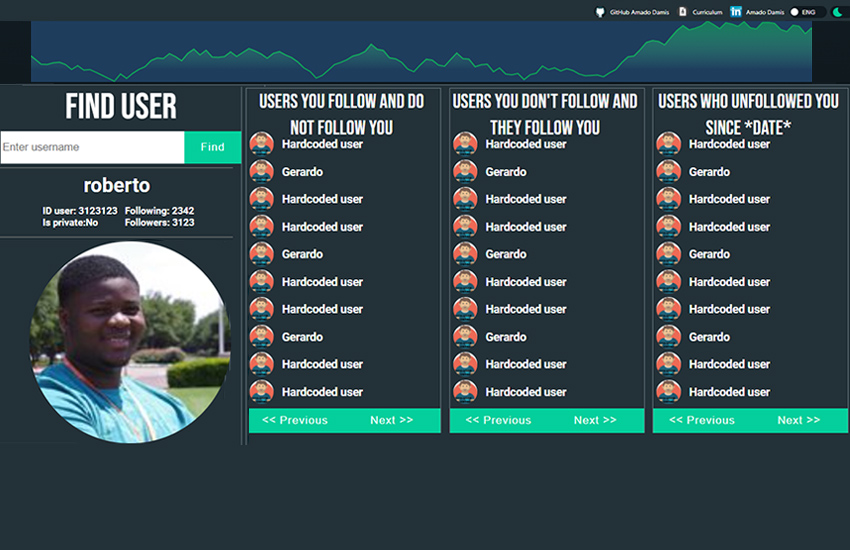 GitHub Amado Damis
Curriculum
in
Amado Damis
ENG
FIND USER
Enter username
Find
roberto
ID user: 3123123 Following: 2342
Is private:No Followers: 3123
USERS YOU FOLLOW AND DO
NOT FOLLOW YOU
Hardcoded user
Gerardo
Hardcoded user
Hardcoded user
Gerardo
Hardcoded user
Hardcoded user
Gerardo
Hardcoded user
Hardcoded user
<< Previous Next >>
USERS YOU DON'T FOLLOW AND
THEY FOLLOW YOU
Hardcoded user
Gerardo
Hardcoded user
Hardcoded user
Gerardo
Hardcoded user
Hardcoded user
Gerardo
Hardcoded user
Hardcoded user
<< Previous Next >>
USERS WHO UNFOLLOWED YOU
SINCE *DATE*
Hardcoded user
Gerardo
Hardcoded user
Hardcoded user
Gerardo
Hardcoded user
Hardcoded user
Gerardo
Hardcoded user
Hardcoded user
<< Previous Next >>